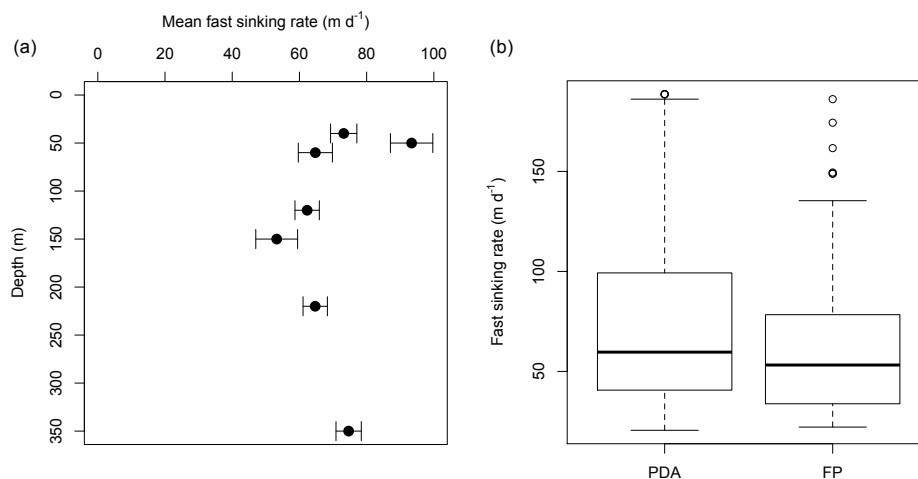 Mean fast sinking rate (m d⁻¹)
(a)
0 20 40 60 80 100
0
50
100
150
200
250
300
350
Depth (m)
(b)
150
100
50
Fast sinking rate (m d⁻¹)
PDA FP